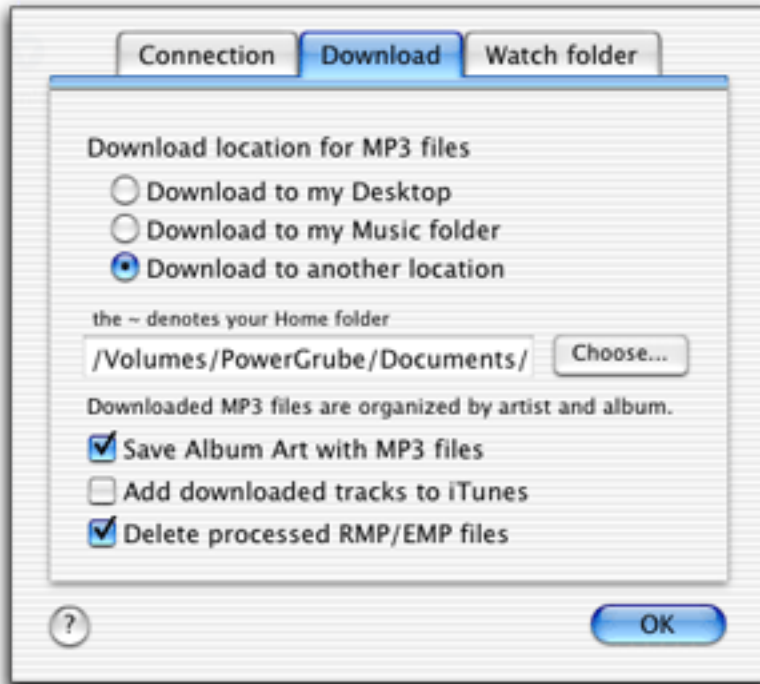 Connection Download Watch folder
Download location for MP3 files
Download to my Desktop
Download to my Music folder
Download to another location
the ~ denotes your Home folder
/Volumes/PowerGrube/Documents/ Choose...
Downloaded MP3 files are organized by artist and album.
Save Album Art with MP3 files
Add downloaded tracks to iTunes
Delete processed RMP/EMP files
? OK